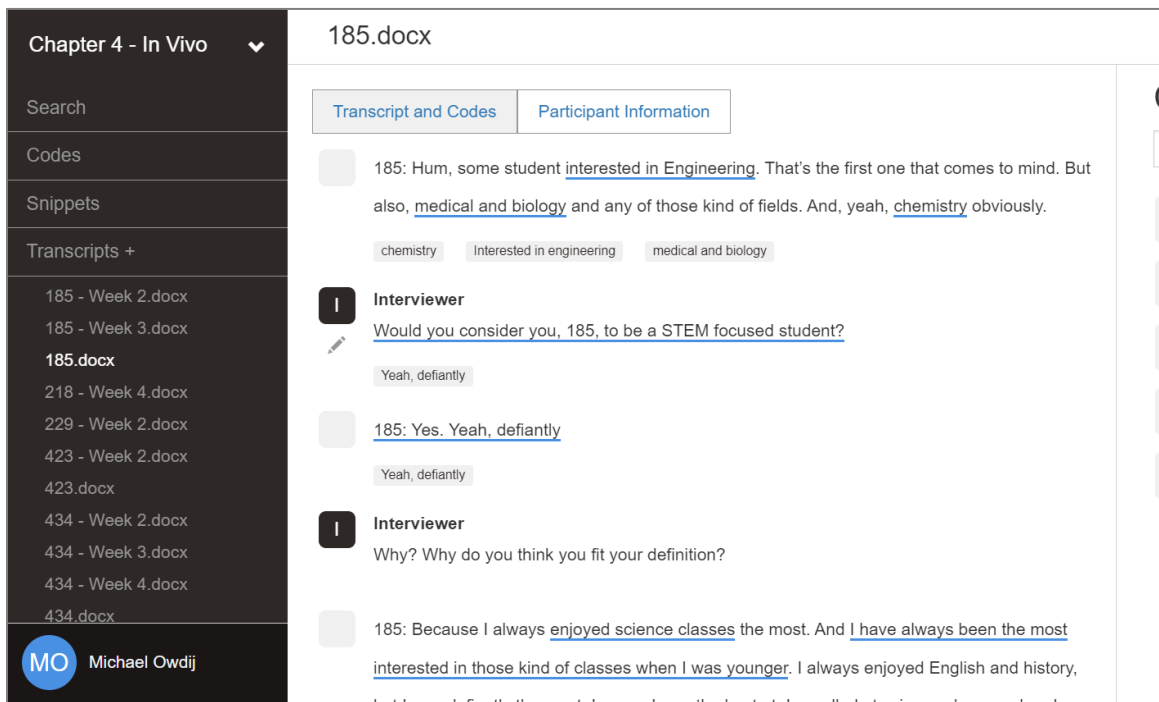 Chapter 4 - In Vivo
Search
Codes
Snippets
Transcripts +
185 - Week 2.docx
185 - Week 3.docx
185.docx
218 - Week 4.docx
229 - Week 2.docx
423 - Week 2.docx
423.docx
434 - Week 2.docx
434 - Week 3.docx
434 - Week 4.docx
434.docx
MO Michael Owdij
185.docx
Transcript and Codes Participant Information
185: Hum, some student interested in Engineering. That’s the first one that comes to mind. But
also, medical and biology and any of those kind of fields. And, yeah, chemistry obviously.
chemistry Interested in engineering medical and biology
I Interviewer
Would you consider you, 185, to be a STEM focused student?
Yeah, defiantly
185: Yes. Yeah, defiantly
Yeah, defiantly
I Interviewer
Why? Why do you think you fit your definition?
185: Because I always enjoyed science classes the most. And I have always been the most
interested in those kind of classes when I was younger. I always enjoyed English and history,